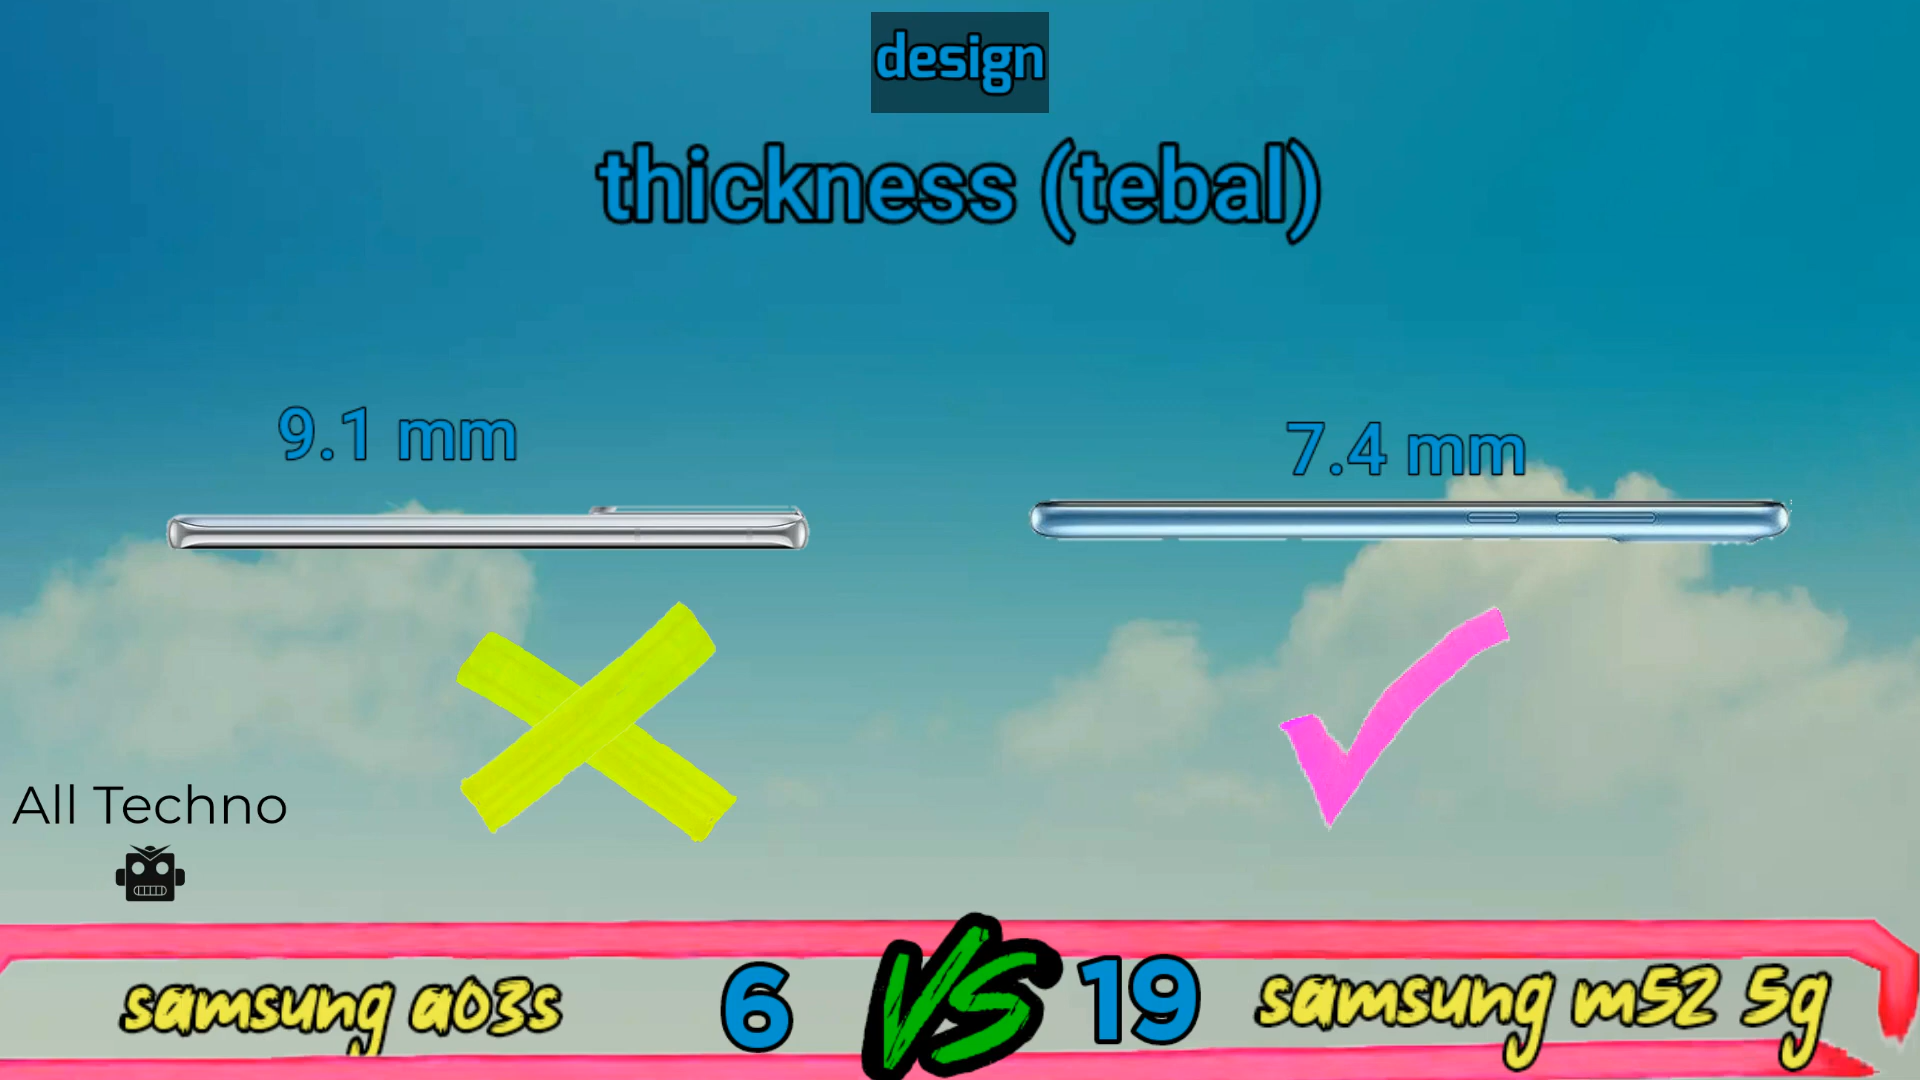 design
thickness (tebal)
9.1 mm
7.4 mm
All Techno
samsung a03s 6 VS 19 samsung m52 5g